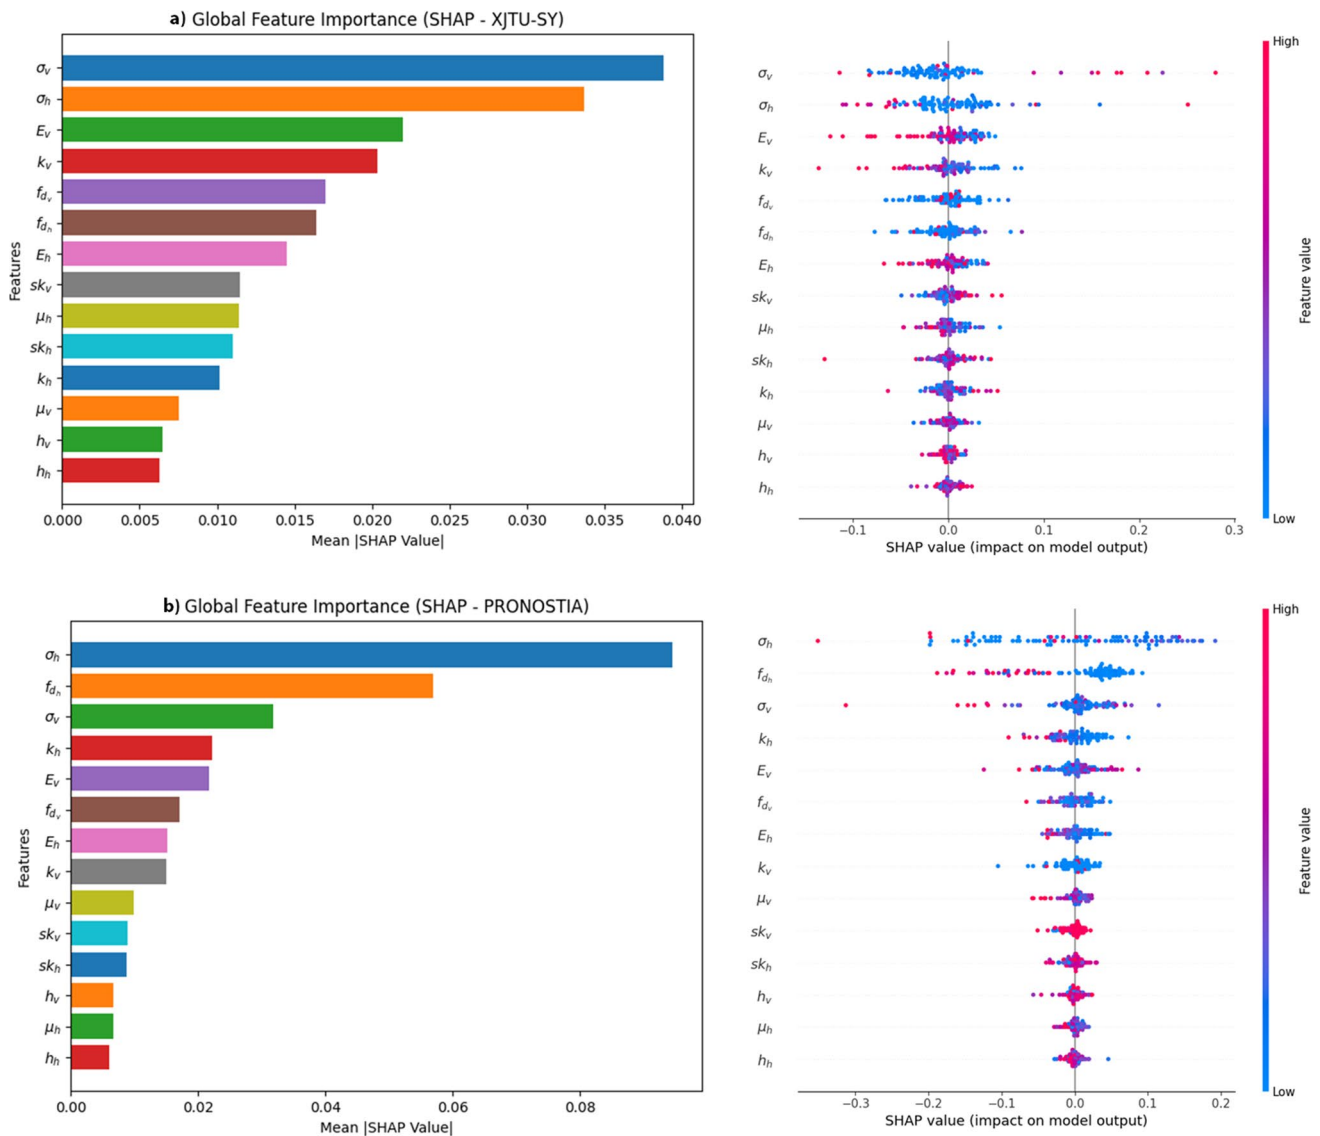 a) Global Feature Importance (SHAP - XJTU-SY)
Features
σv
σh
Ev
kv
fdv
fdh
Eh
skv
μh
skh
kh
μv
hv
hh
0.000 0.005 0.010 0.015 0.020 0.025 0.030 0.035 0.040
Mean |SHAP Value|
σv
σh
Ev
kv
fdv
fdh
Eh
skv
μh
skh
kh
μv
hv
hh
−0.1 0.0 0.1 0.2 0.3
SHAP value (impact on model output)
High
Feature value
Low
b) Global Feature Importance (SHAP - PRONOSTIA)
Features
σh
fdh
σv
kh
Ev
fdv
Eh
kv
μv
skv
skh
hv
μh
hh
0.00 0.02 0.04 0.06 0.08
Mean |SHAP Value|
σh
fdh
σv
kh
Ev
fdv
Eh
kv
μv
skv
skh
hv
μh
hh
−0.3 −0.2 −0.1 0.0 0.1 0.2
SHAP value (impact on model output)
High
Feature value
Low